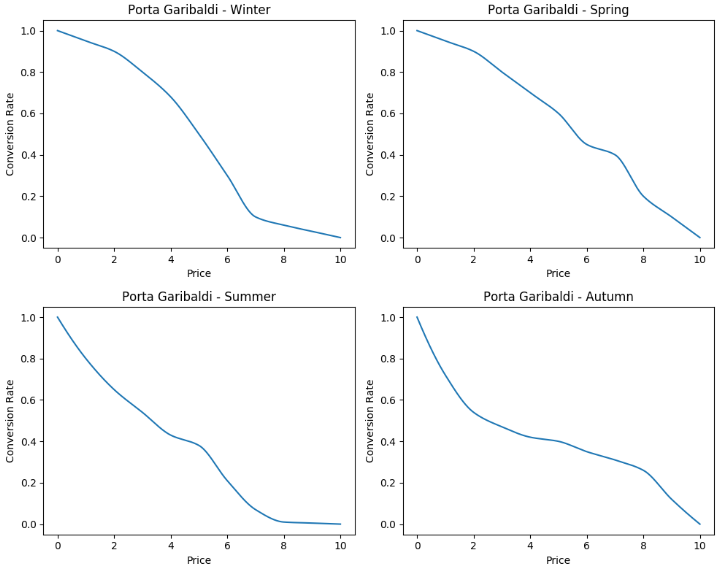 Porta Garibaldi - Winter
1.0
0.8
0.6
0.4
0.2
0.0
Conversion Rate
0 2 4 6 8 10
Price
Porta Garibaldi - Spring
1.0
0.8
0.6
0.4
0.2
0.0
Conversion Rate
0 2 4 6 8 10
Price
Porta Garibaldi - Summer
1.0
0.8
0.6
0.4
0.2
0.0
Conversion Rate
0 2 4 6 8 10
Price
Porta Garibaldi - Autumn
1.0
0.8
0.6
0.4
0.2
0.0
Conversion Rate
0 2 4 6 8 10
Price